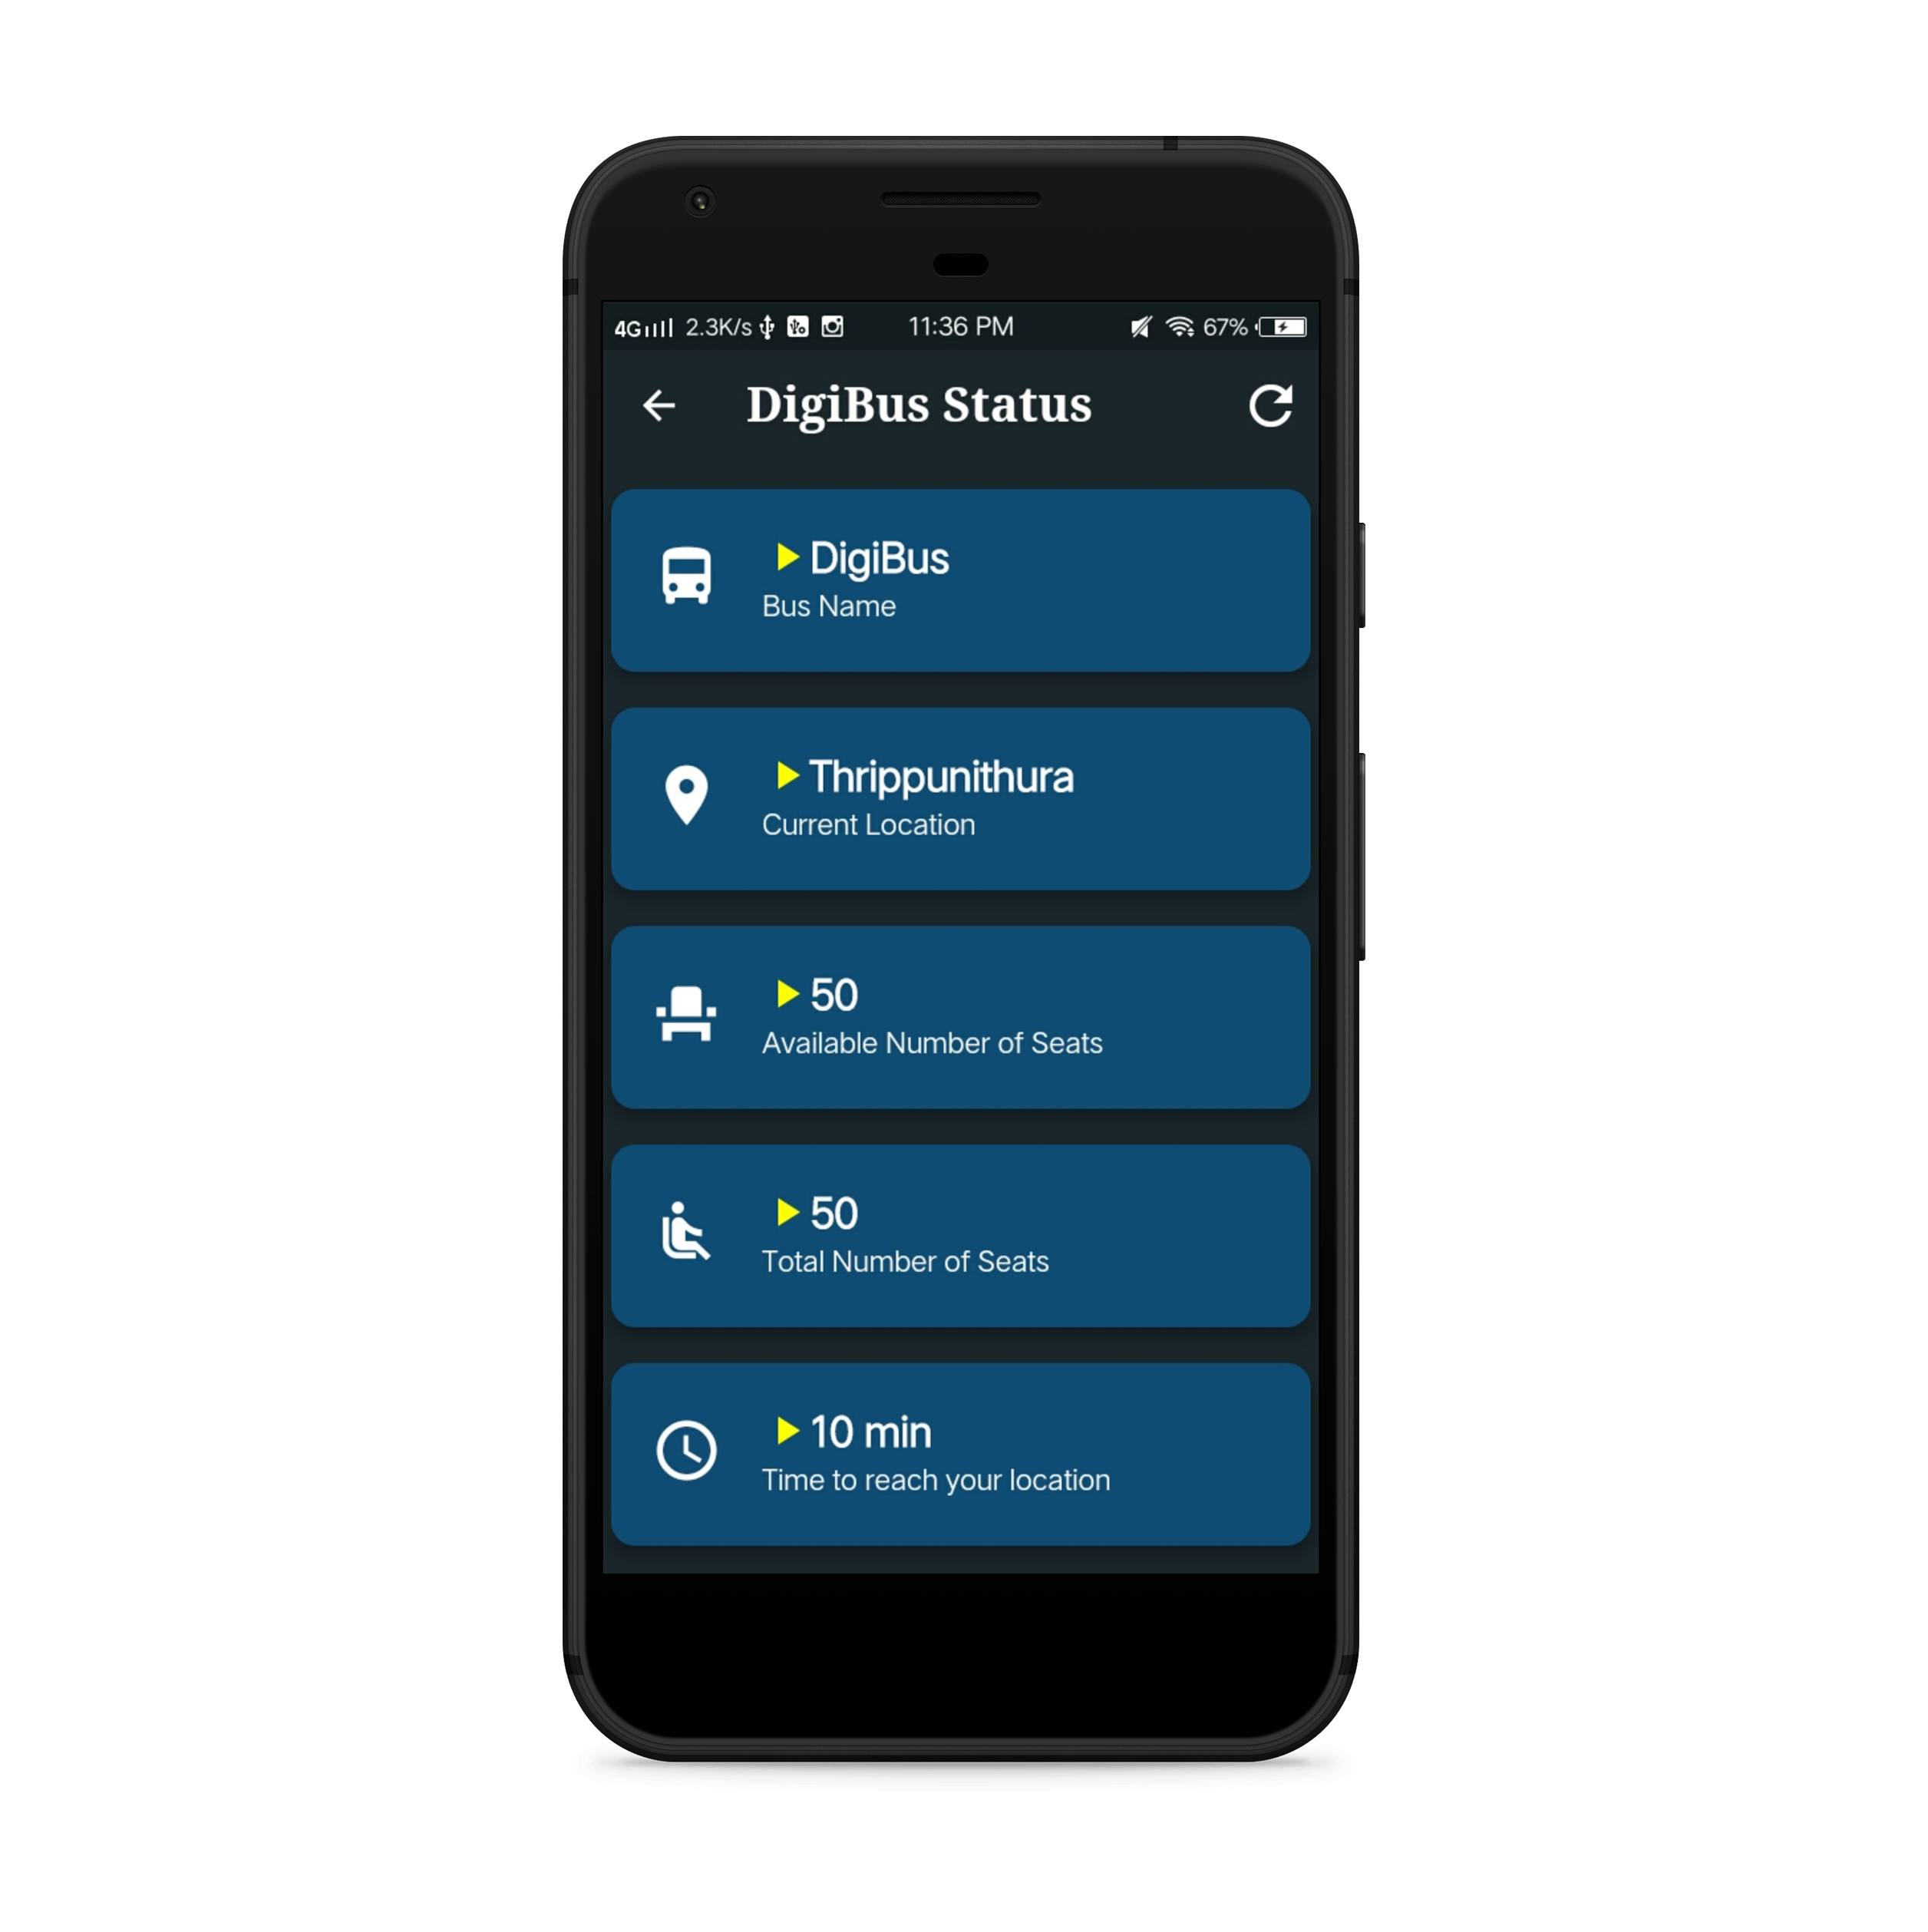 4G 2.3K/s 11:36 PM 67%
DigiBus Status
DigiBus
Bus Name
Thrippunithura
Current Location
50
Available Number of Seats
50
Total Number of Seats
10 min
Time to reach your location